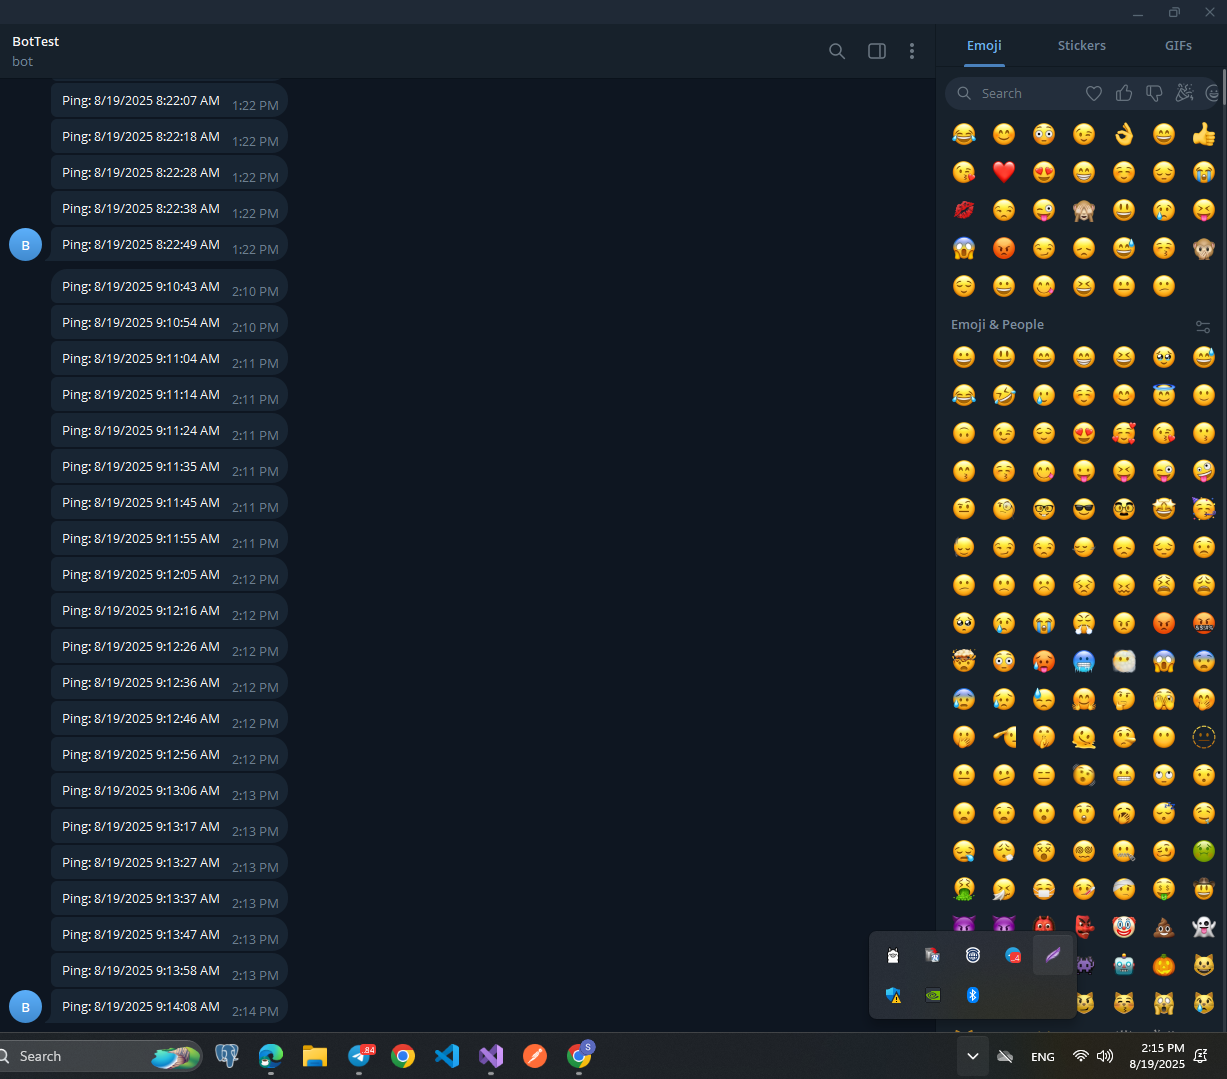 BotTest
bot
Emoji
Stickers
GIFs
Search
Ping: 8/19/2025 8:22:07 AM 1:22 PM
Ping: 8/19/2025 8:22:18 AM 1:22 PM
Ping: 8/19/2025 8:22:28 AM 1:22 PM
Ping: 8/19/2025 8:22:38 AM 1:22 PM
B
Ping: 8/19/2025 8:22:49 AM 1:22 PM
Ping: 8/19/2025 9:10:43 AM 2:10 PM
Ping: 8/19/2025 9:10:54 AM 2:10 PM
Ping: 8/19/2025 9:11:04 AM 2:11 PM
Ping: 8/19/2025 9:11:14 AM 2:11 PM
Ping: 8/19/2025 9:11:24 AM 2:11 PM
Ping: 8/19/2025 9:11:35 AM 2:11 PM
Ping: 8/19/2025 9:11:45 AM 2:11 PM
Ping: 8/19/2025 9:11:55 AM 2:11 PM
Ping: 8/19/2025 9:12:05 AM 2:12 PM
Ping: 8/19/2025 9:12:16 AM 2:12 PM
Ping: 8/19/2025 9:12:26 AM 2:12 PM
Ping: 8/19/2025 9:12:36 AM 2:12 PM
Ping: 8/19/2025 9:12:46 AM 2:12 PM
Ping: 8/19/2025 9:12:56 AM 2:12 PM
Ping: 8/19/2025 9:13:06 AM 2:13 PM
Ping: 8/19/2025 9:13:17 AM 2:13 PM
Ping: 8/19/2025 9:13:27 AM 2:13 PM
Ping: 8/19/2025 9:13:37 AM 2:13 PM
Ping: 8/19/2025 9:13:47 AM 2:13 PM
Ping: 8/19/2025 9:13:58 AM 2:13 PM
B
Ping: 8/19/2025 9:14:08 AM 2:14 PM
Emoji & People
Search
84
S
ENG
2:15 PM
8/19/2025